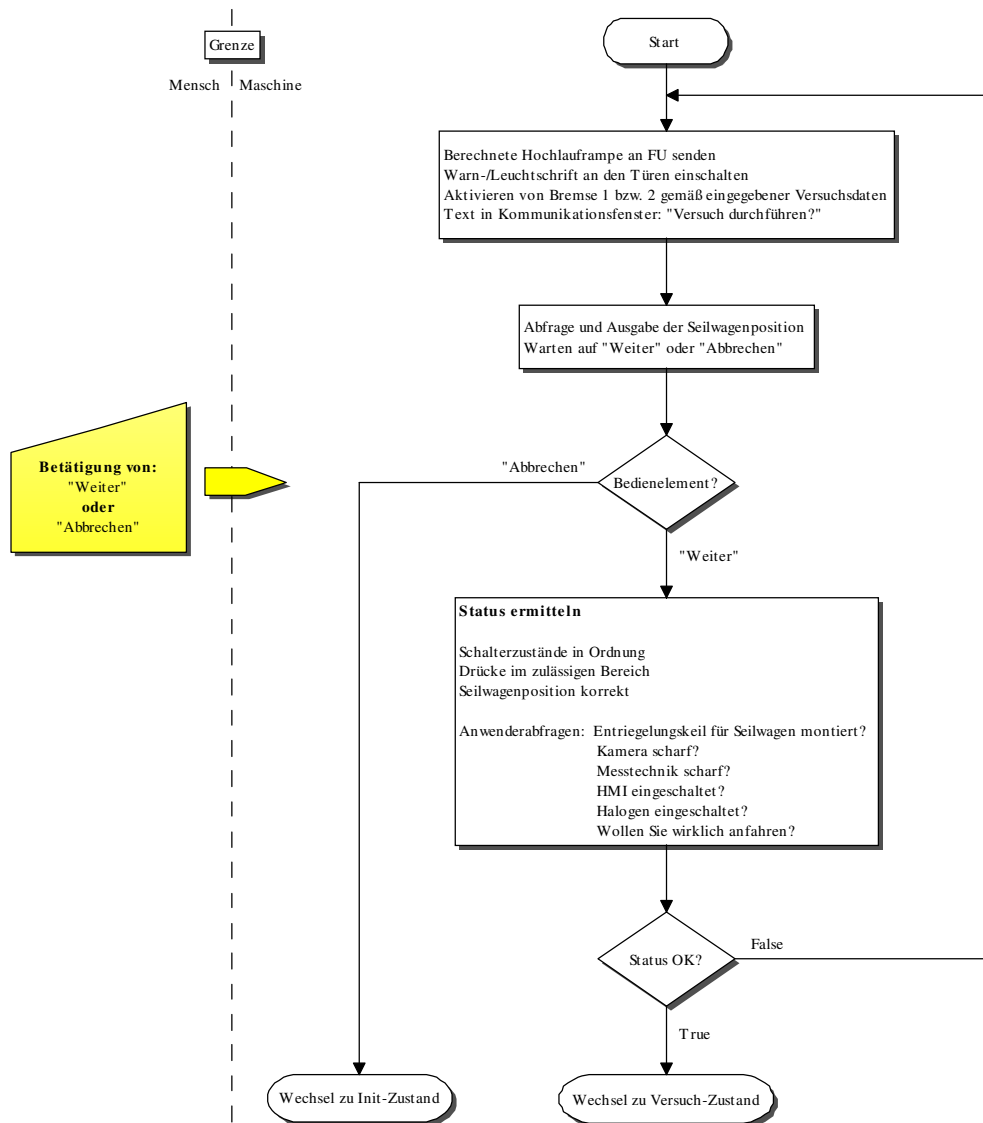 Grenze
Mensch
Maschine
Start
Berechnete Hochlauframpe an FU senden
Warn-/Leuchtschrift an den Türen einschalten
Aktivieren von Bremse 1 bzw. 2 gemäß eingegebener Versuchsdaten
Text in Kommunikationsfenster: "Versuch durchführen?"
Abfrage und Ausgabe der Seilwagenposition
Warten auf "Weiter" oder "Abbrechen"
Betätigung von:
"Weiter"
oder
"Abbrechen"
"Abbrechen"
Bedienelement?
"Weiter"
Status ermitteln
Schalterzustände in Ordnung
Drücke im zulässigen Bereich
Seilwagenposition korrekt
Anwenderabfragen: Entriegelungskeil für Seilwagen montiert?
Kamera scharf?
Messtechnik scharf?
HMI eingeschaltet?
Halogen eingeschaltet?
Wollen Sie wirklich anfahren?
Status OK?
False
True
Wechsel zu Init-Zustand
Wechsel zu Versuch-Zustand